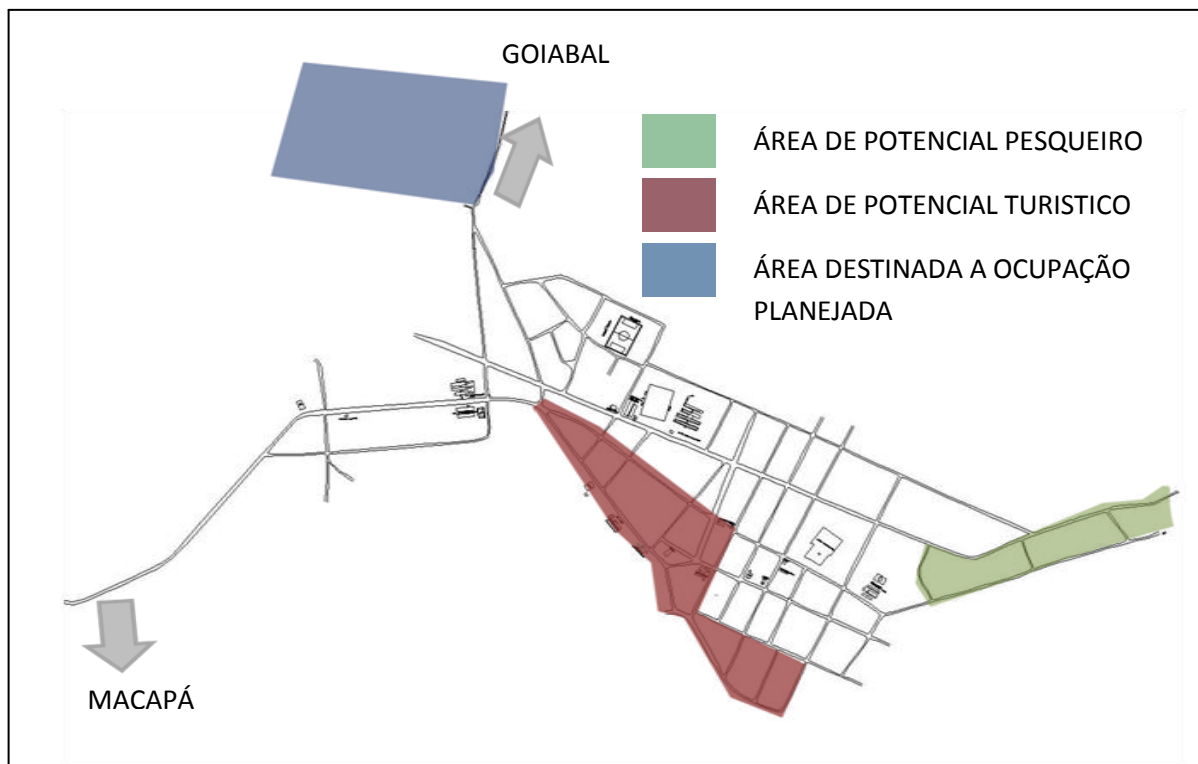 GOIABAL
ÁREA DE POTENCIAL PESQUEIRO
ÁREA DE POTENCIAL TURISTICO
ÁREA DESTINADA A OCUPAÇÃO
PLANEJADA
MACAPÁ